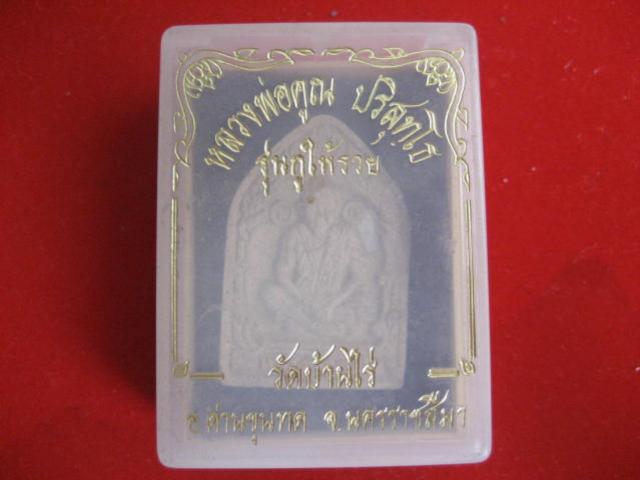 หลวงพ่อคูณ ปริสุทโธ
รุ่นกูให้รวย
วัดบ้านไร่
อ.ด่านขุนทด จ.นครราชสีมา